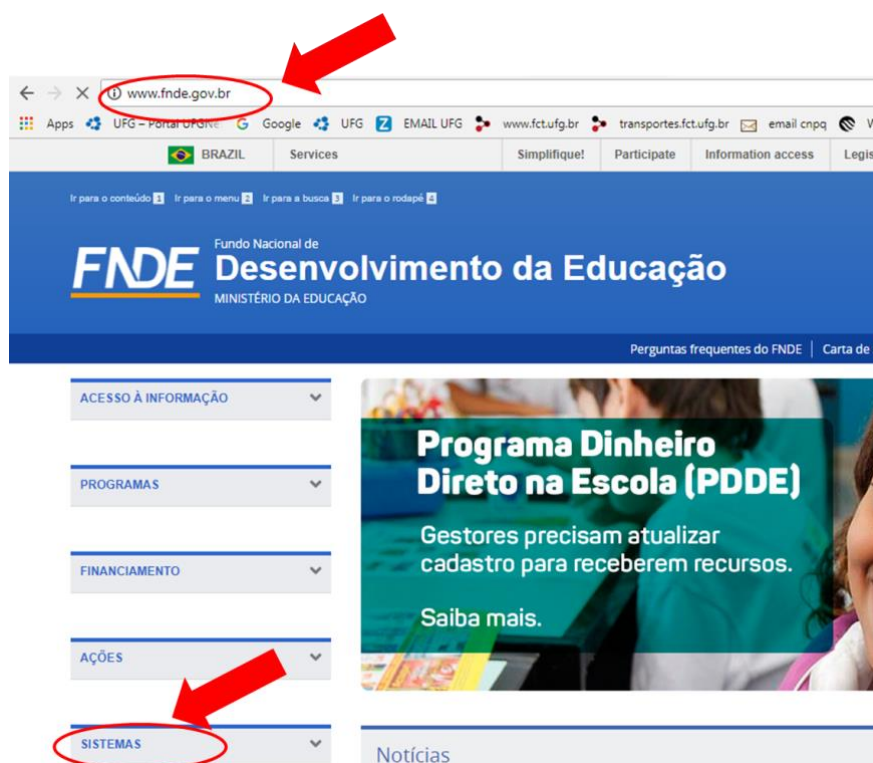 www.fnde.gov.br
Apps UFG – Portal UFGNe Google UFG EMAIL UFG www.fct.ufg.br transportes.fct.ufg.br email cnpq
BRAZIL Services Simplifique! Participate Information access Legis
Ir para o conteúdo 1 Ir para o menu 2 Ir para a busca 3 Ir para o rodapé 4
FNDE
Fundo Nacional de
Desenvolvimento da Educação
MINISTÉRIO DA EDUCAÇÃO
Perguntas frequentes do FNDE | Carta de
ACESSO À INFORMAÇÃO
PROGRAMAS
FINANCIAMENTO
AÇÕES
SISTEMAS
Programa Dinheiro
Direto na Escola (PDDE)
Gestores precisam atualizar
cadastro para receberem recursos.
Saiba mais.
Notícias